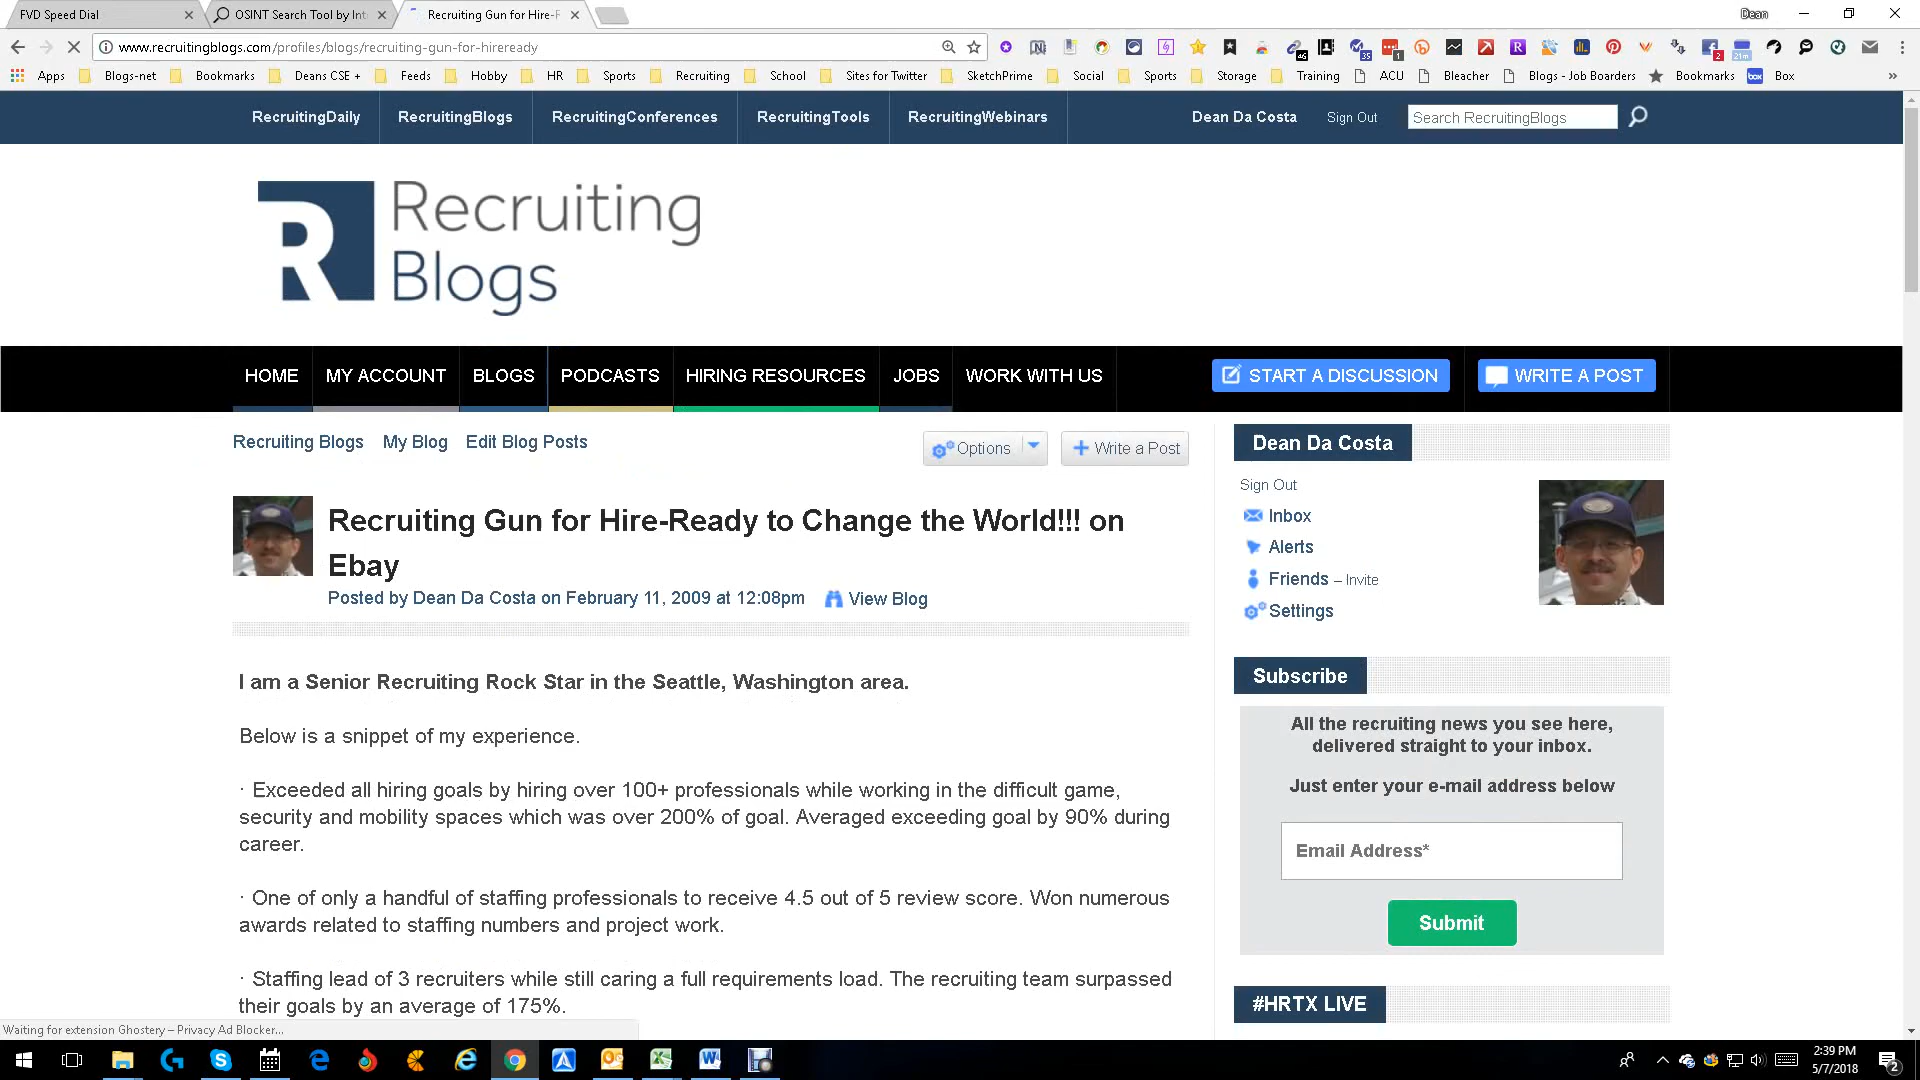 FVD Speed Dial
OSINT Search Tool by Int
Recruiting Gun for Hire-R
Dean
www.recruitingblogs.com/profiles/blogs/recruiting-gun-for-hireready
Apps Blogs-net Bookmarks Deans CSE + Feeds Hobby HR Sports Recruiting School Sites for Twitter SketchPrime Social Sports Storage Training ACU Bleacher Blogs - Job Boarders Bookmarks Box
RecruitingDaily RecruitingBlogs RecruitingConferences RecruitingTools RecruitingWebinars Dean Da Costa Sign Out Search RecruitingBlogs
Recruiting
Blogs
HOME MY ACCOUNT BLOGS PODCASTS HIRING RESOURCES JOBS WORK WITH US START A DISCUSSION WRITE A POST
Recruiting Blogs My Blog Edit Blog Posts
Options Write a Post
Recruiting Gun for Hire-Ready to Change the World!!! on
Ebay
Posted by Dean Da Costa on February 11, 2009 at 12:08pm View Blog
I am a Senior Recruiting Rock Star in the Seattle, Washington area.
Below is a snippet of my experience.
· Exceeded all hiring goals by hiring over 100+ professionals while working in the difficult game,
security and mobility spaces which was over 200% of goal. Averaged exceeding goal by 90% during
career.
· One of only a handful of staffing professionals to receive 4.5 out of 5 review score. Won numerous
awards related to staffing numbers and project work.
· Staffing lead of 3 recruiters while still caring a full requirements load. The recruiting team surpassed
their goals by an average of 175%.
Dean Da Costa
Sign Out
Inbox
Alerts
Friends – Invite
Settings
Subscribe
All the recruiting news you see here,
delivered straight to your inbox.
Just enter your e-mail address below
Email Address*
Submit
#HRTX LIVE
Waiting for extension Ghostery – Privacy Ad Blocker...
2:39 PM
5/7/2018